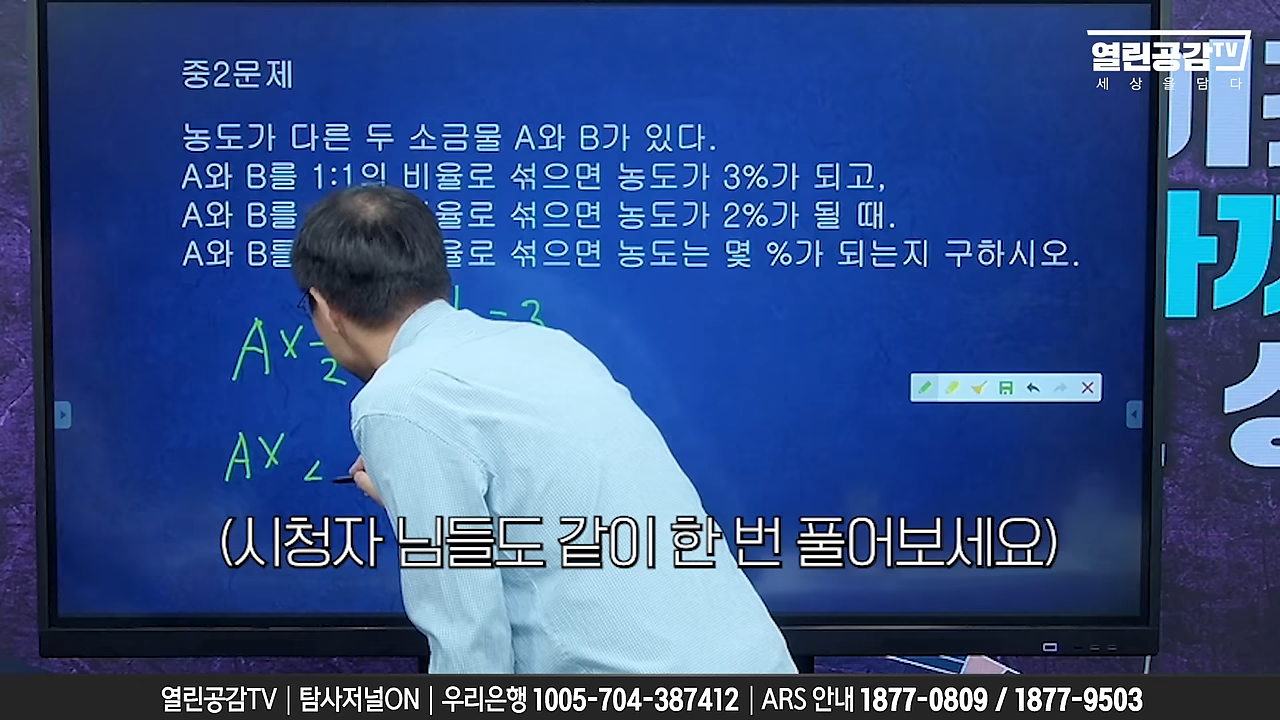 열린공감TV
세상을 담다
중2문제
농도가 다른 두 소금물 A와 B가 있다.
A와 B를 1:1의 비율로 섞으면 농도가 3%가 되고,
A와 B를 율로 섞으면 농도가 2%가 될 때.
A와 B를 율로 섞으면 농도는 몇 %가 되는지 구하시오.
= 3
A× 2
A×
(시청자 님들도 같이 한 번 풀어보세요)
열린공감TV | 탐사저널ON | 우리은행 1005-704-387412 | ARS 안내 1877-0809 / 1877-9503